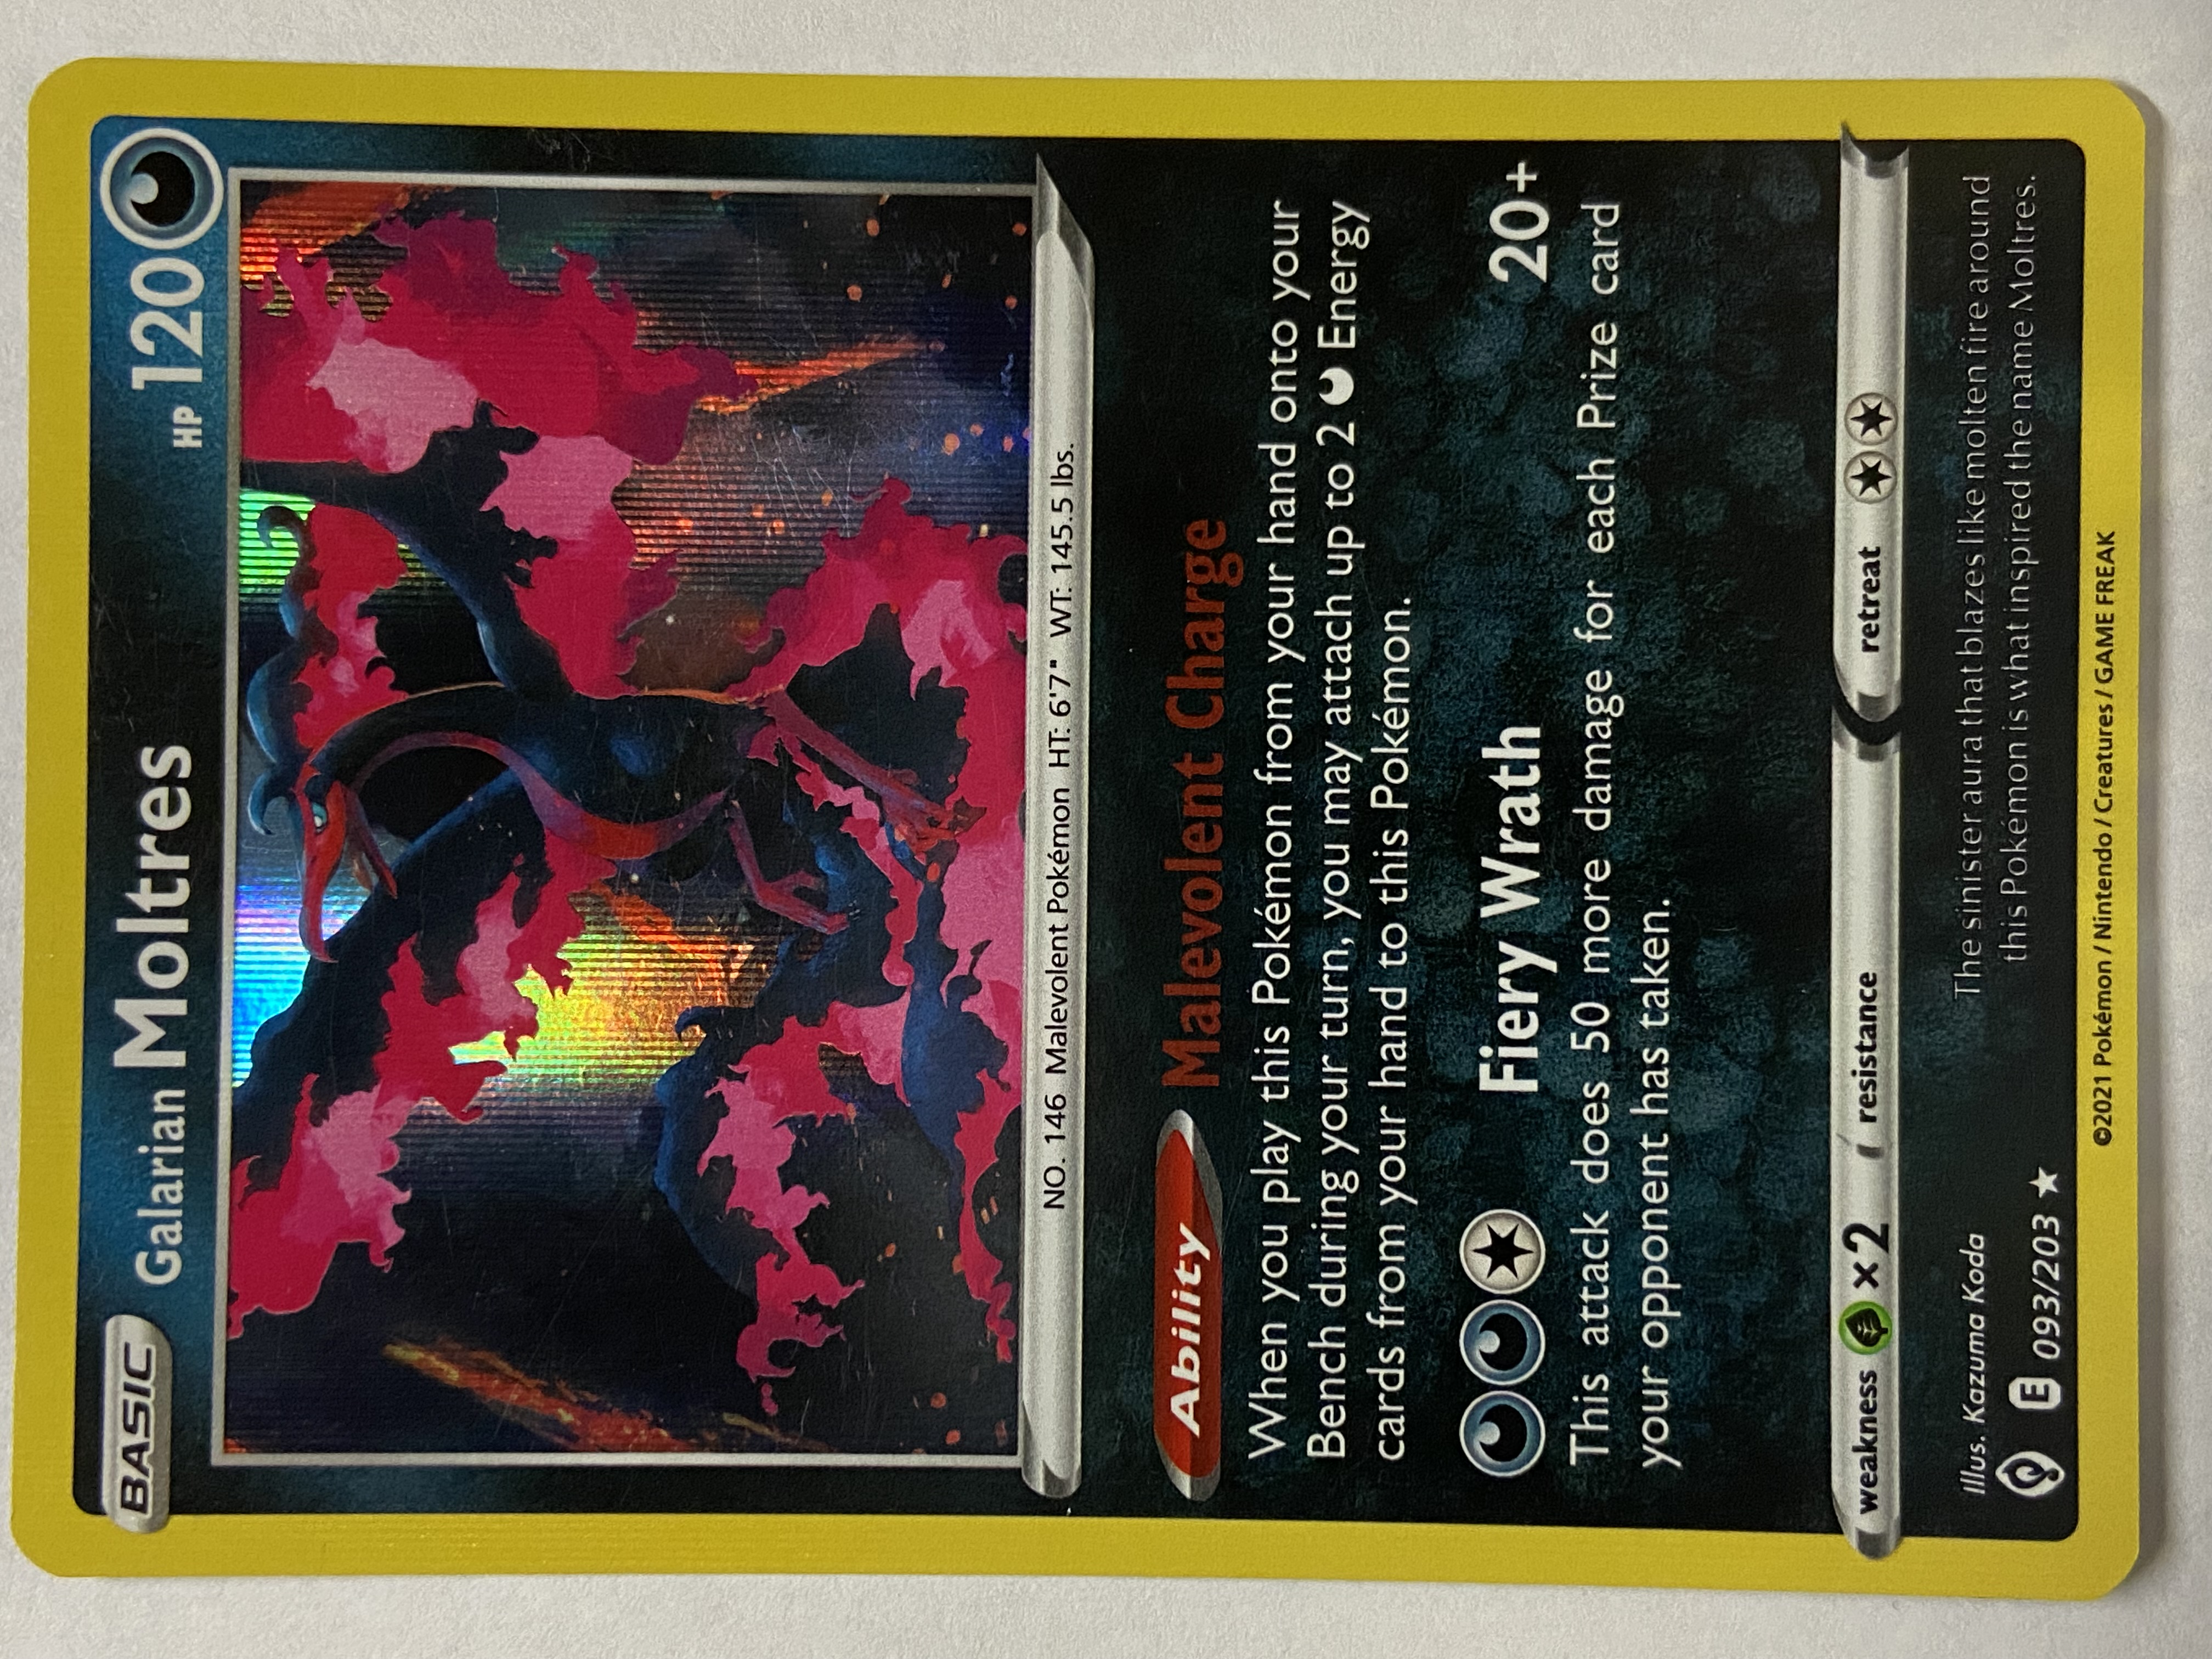 BASIC Galarian Moltres HP 120
NO. 146 Malevolent Pokémon HT: 6'7" WT: 145.5 lbs.
Ability Malevolent Charge
When you play this Pokémon from your hand onto your
Bench during your turn, you may attach up to 2 Energy
cards from your hand to this Pokémon.
Fiery Wrath 20+
This attack does 50 more damage for each Prize card
your opponent has taken.
weakness ×2 resistance retreat
Illus. Kazuma Koda
The sinister aura that blazes like molten fire around
this Pokémon is what inspired the name Moltres.
E 093/203 ★
©2021 Pokémon / Nintendo / Creatures / GAME FREAK